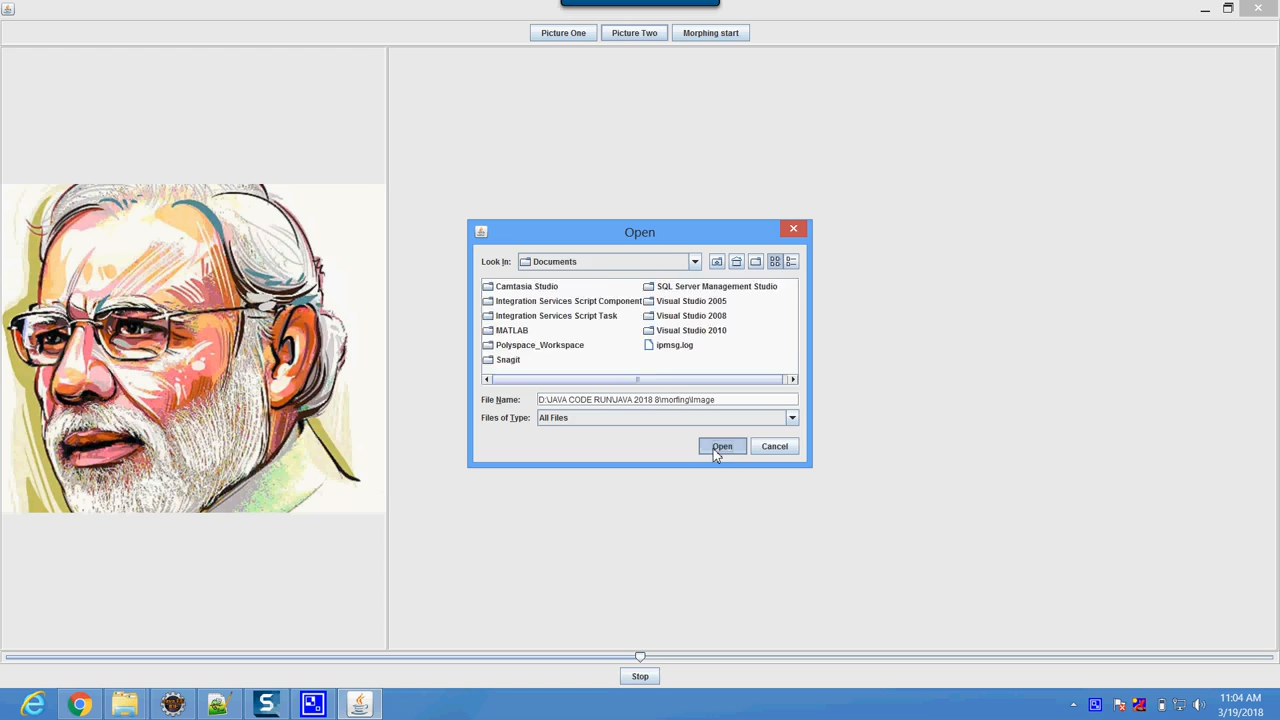 Picture One
Picture Two
Morphing start
Open
Look In:
Documents
Camtasia Studio
Integration Services Script Component
Integration Services Script Task
MATLAB
Polyspace_Workspace
Snagit
SQL Server Management Studio
Visual Studio 2005
Visual Studio 2008
Visual Studio 2010
ipmsg.log
File Name:
D:\JAVA CODE RUN\JAVA 2018 8\morfing\Image
Files of Type:
All Files
Open
Cancel
Stop
11:04 AM
3/19/2018